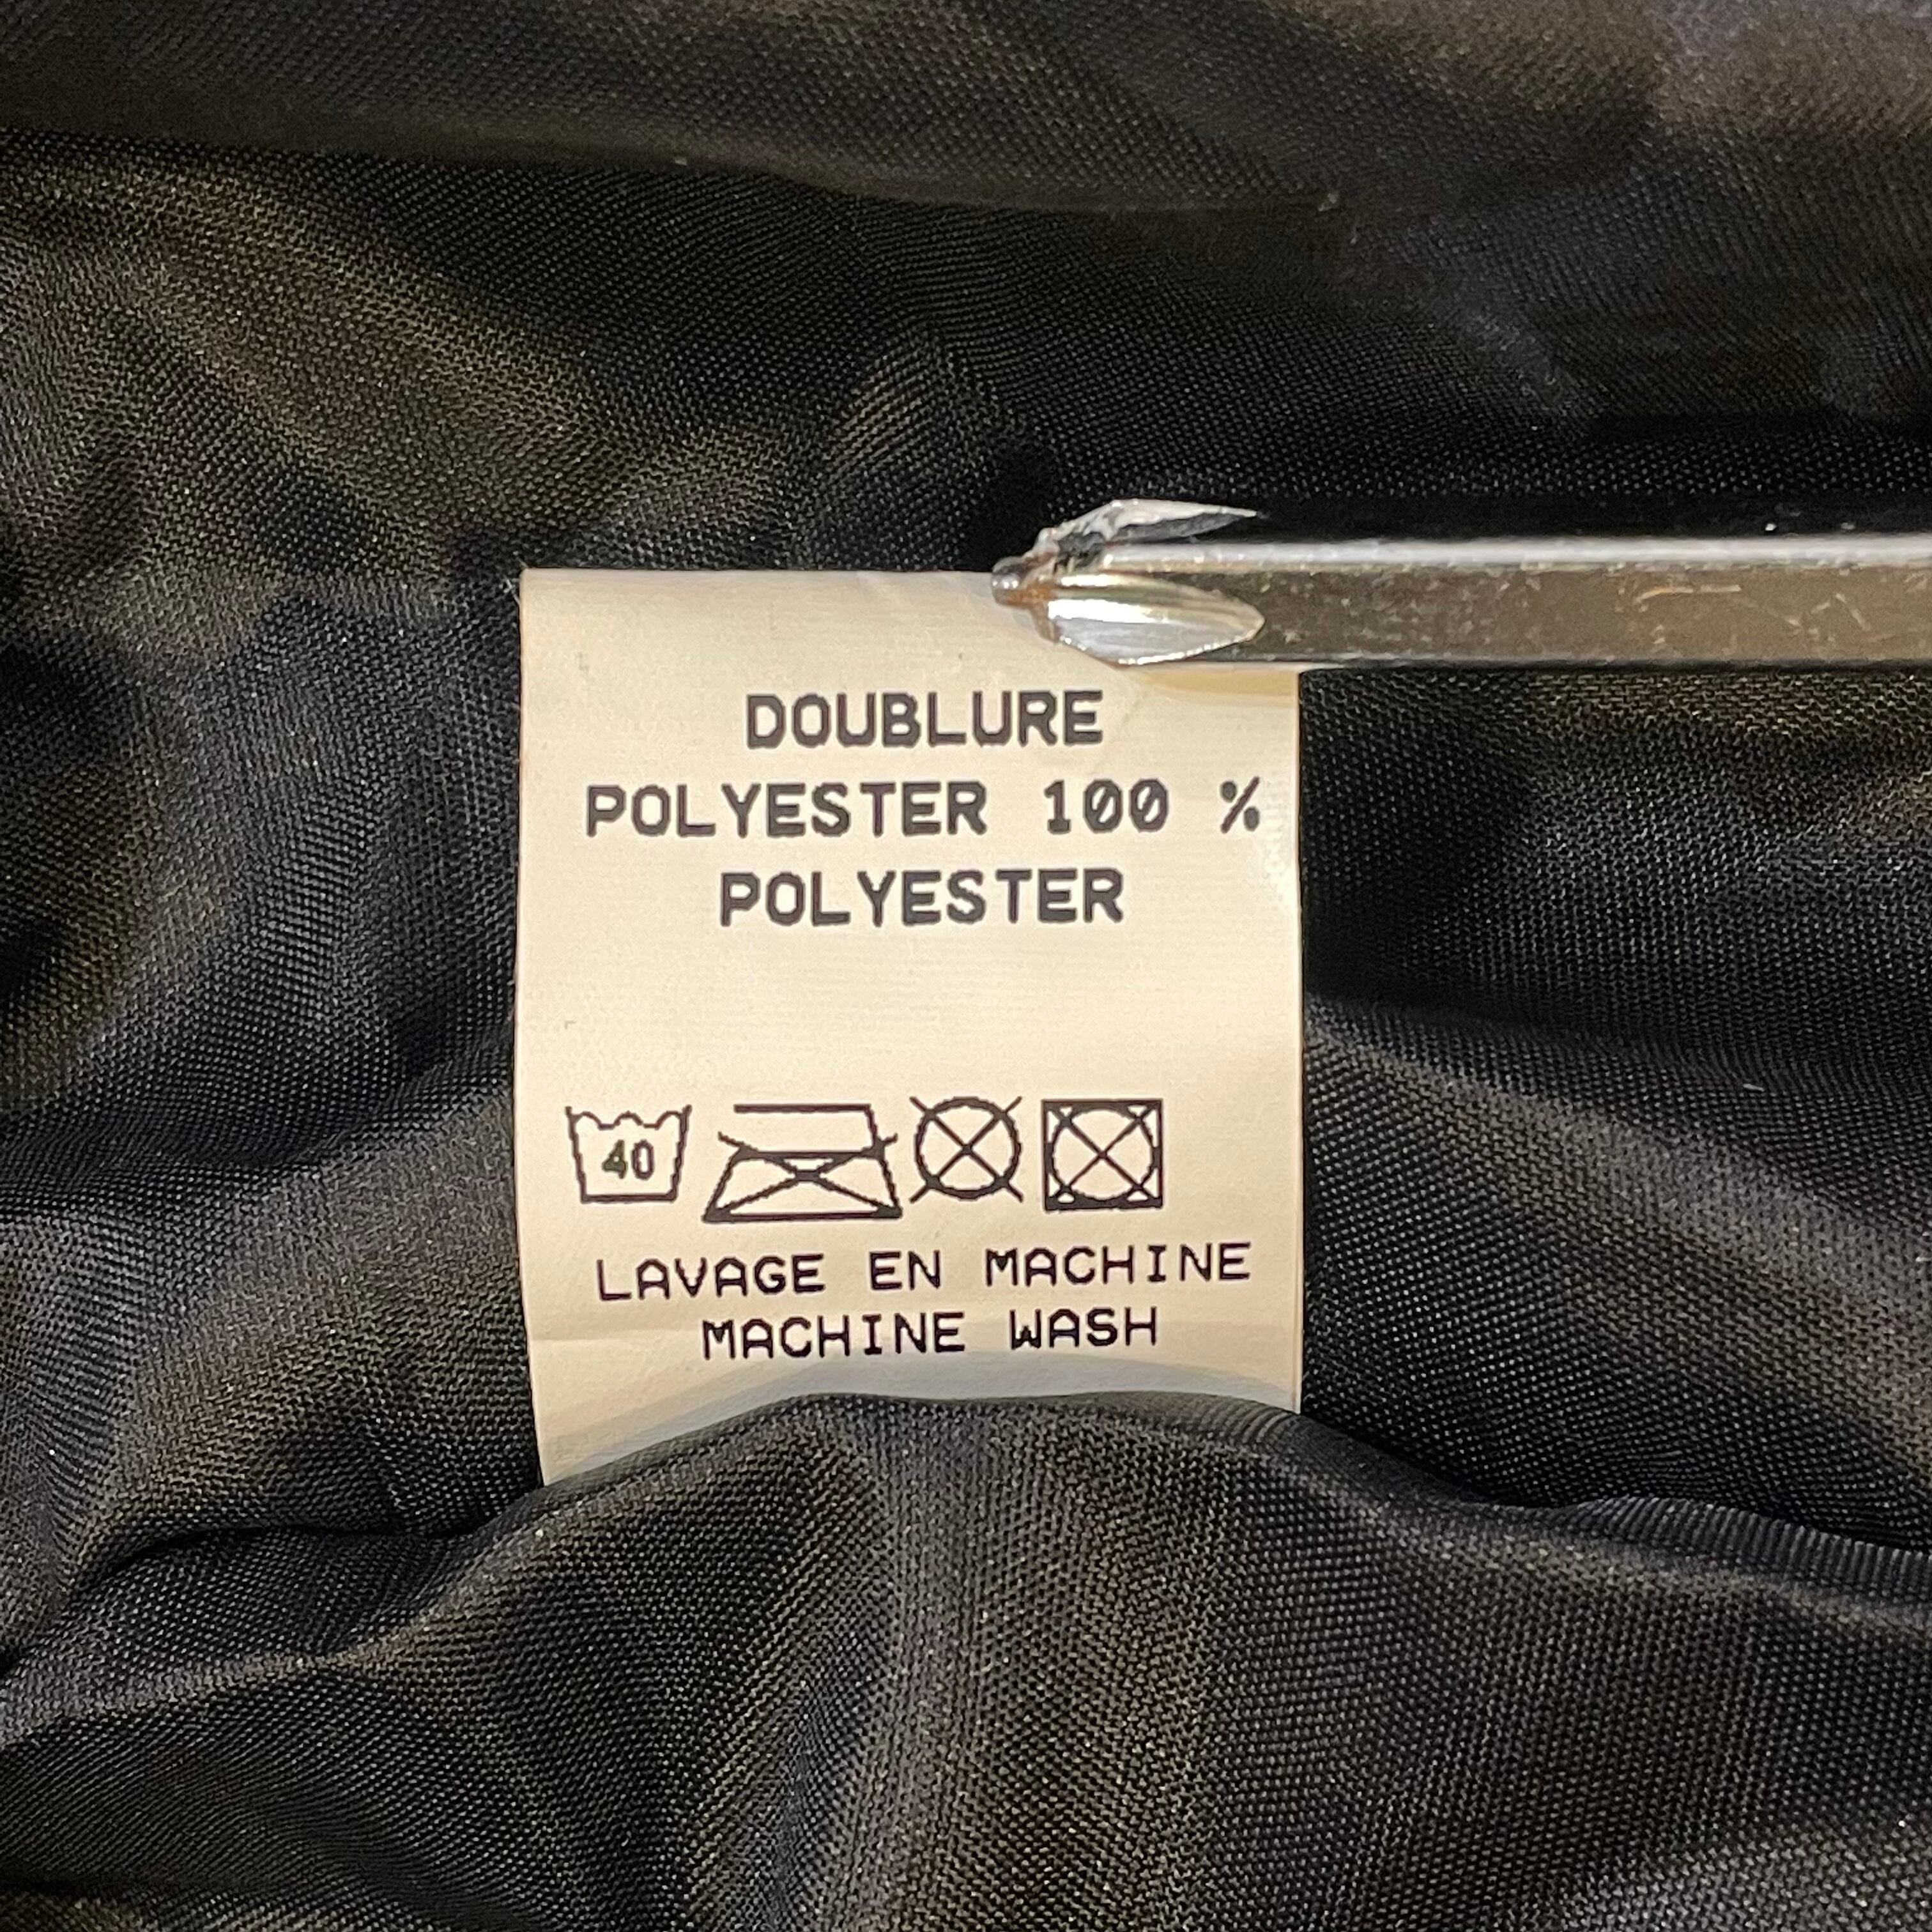 DOUBLURE
POLYESTER 100 %
POLYESTER
40
LAVAGE EN MACHINE
MACHINE WASH